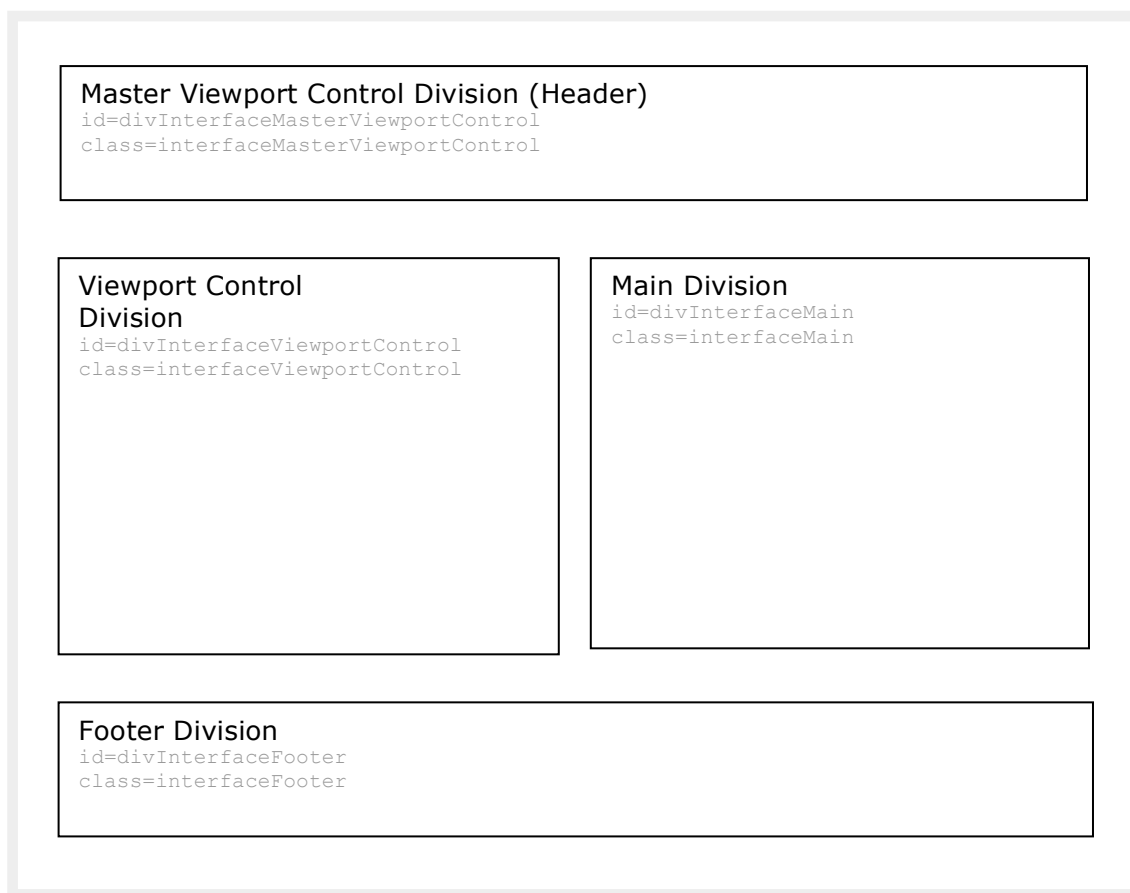 Master Viewport Control Division (Header)
id=divInterfaceMasterViewportControl
class=interfaceMasterViewportControl
Viewport Control
Division
id=divInterfaceViewportControl
class=interfaceViewportControl
Main Division
id=divInterfaceMain
class=interfaceMain
Footer Division
id=divInterfaceFooter
class=interfaceFooter